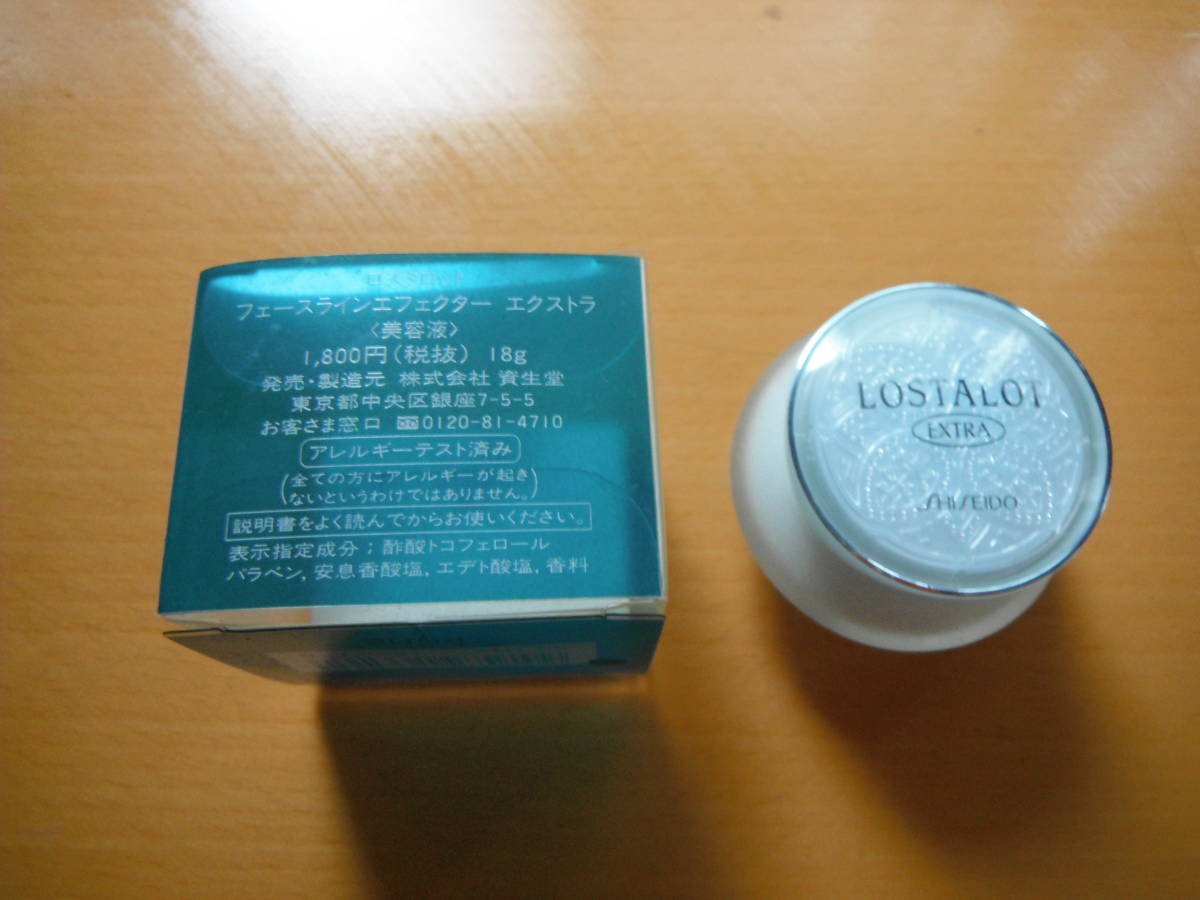 フェースラインエフェクター エクストラ
〈美容液〉
1,800円(税抜) 18g
発売・製造元 株式会社 資生堂
東京都中央区銀座7-5-5
お客さま窓口 0120-81-4710
アレルギーテスト済み
(全ての方にアレルギーが起き
ないというわけではありません。)
説明書をよく読んでからお使いください。
表示指定成分;酢酸トコフェロール
パラベン,安息香酸塩,エデト酸塩,香料
LOSTALOT
EXTRA
SHISEIDO